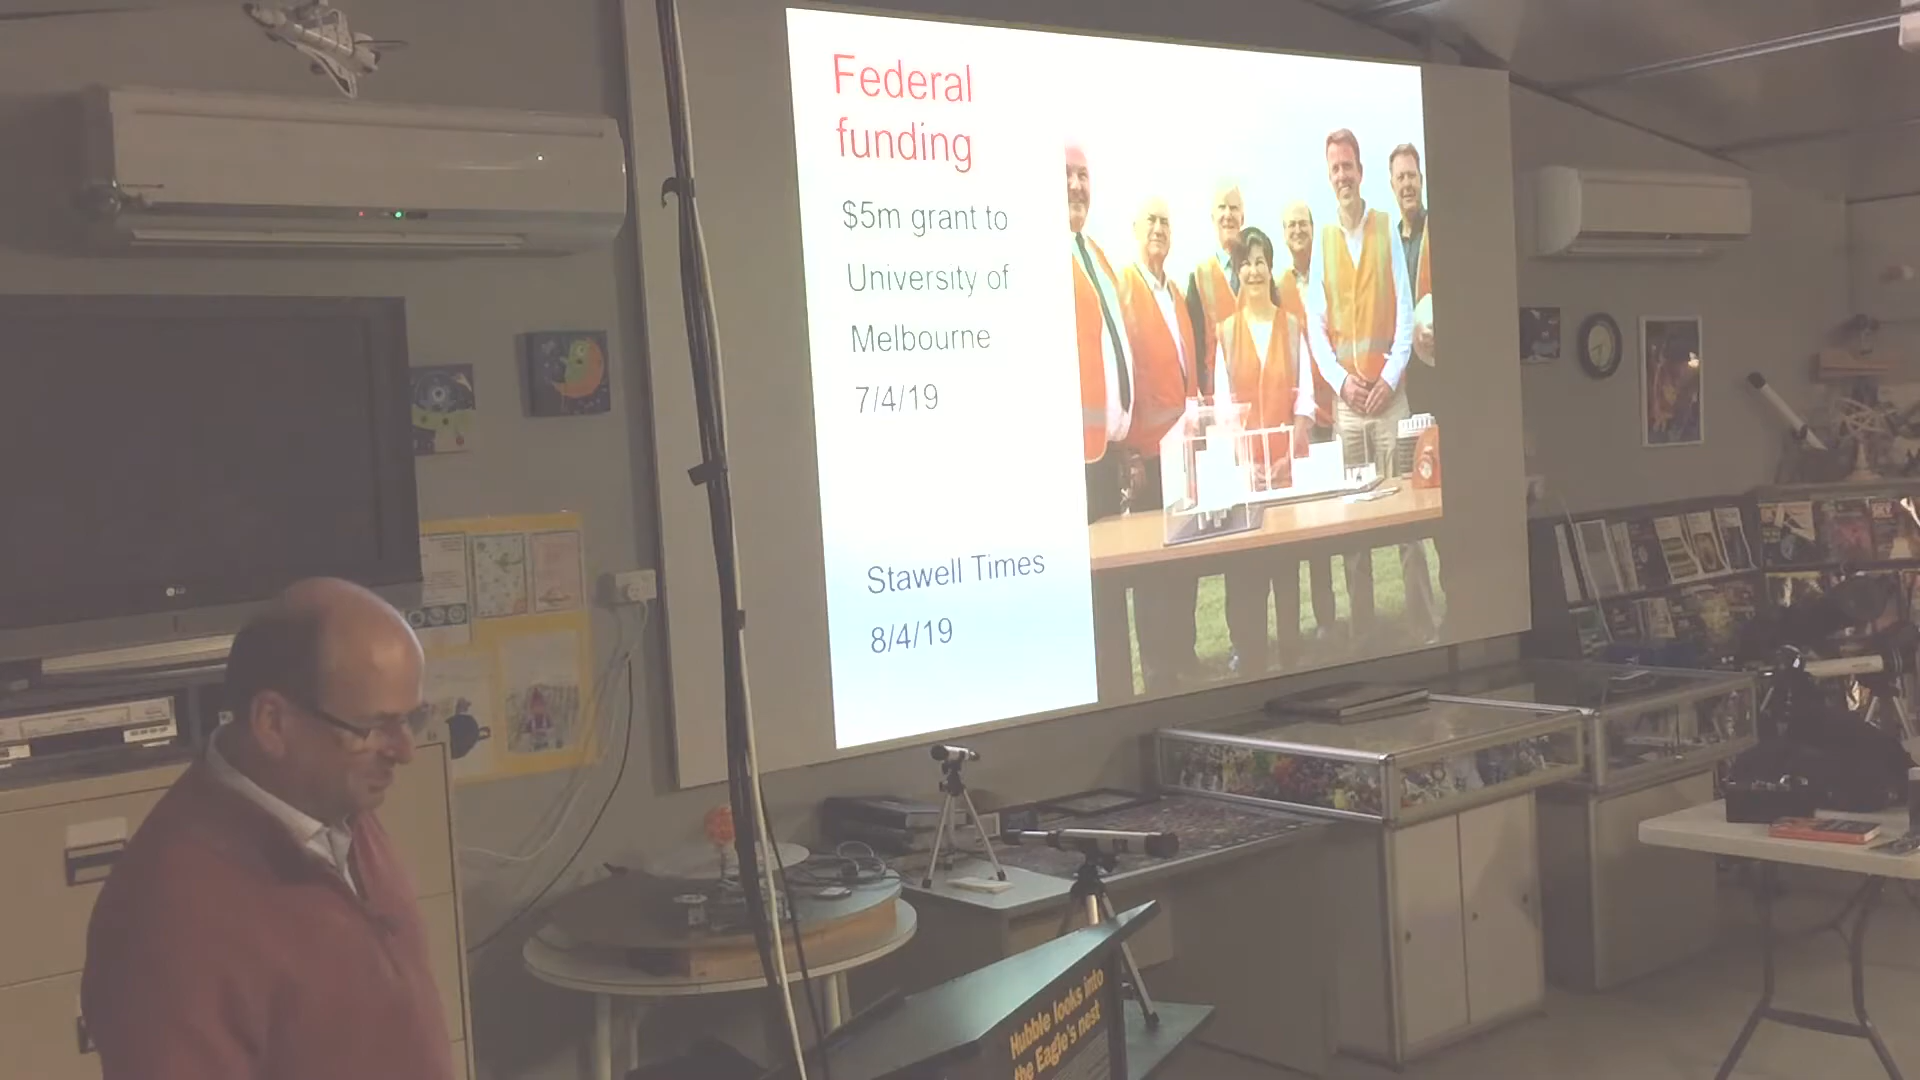 Federal
funding
$5m grant to
University of
Melbourne
7/4/19
Stawell Times
8/4/19
LG
Hubble looks into
the Eagle's nest